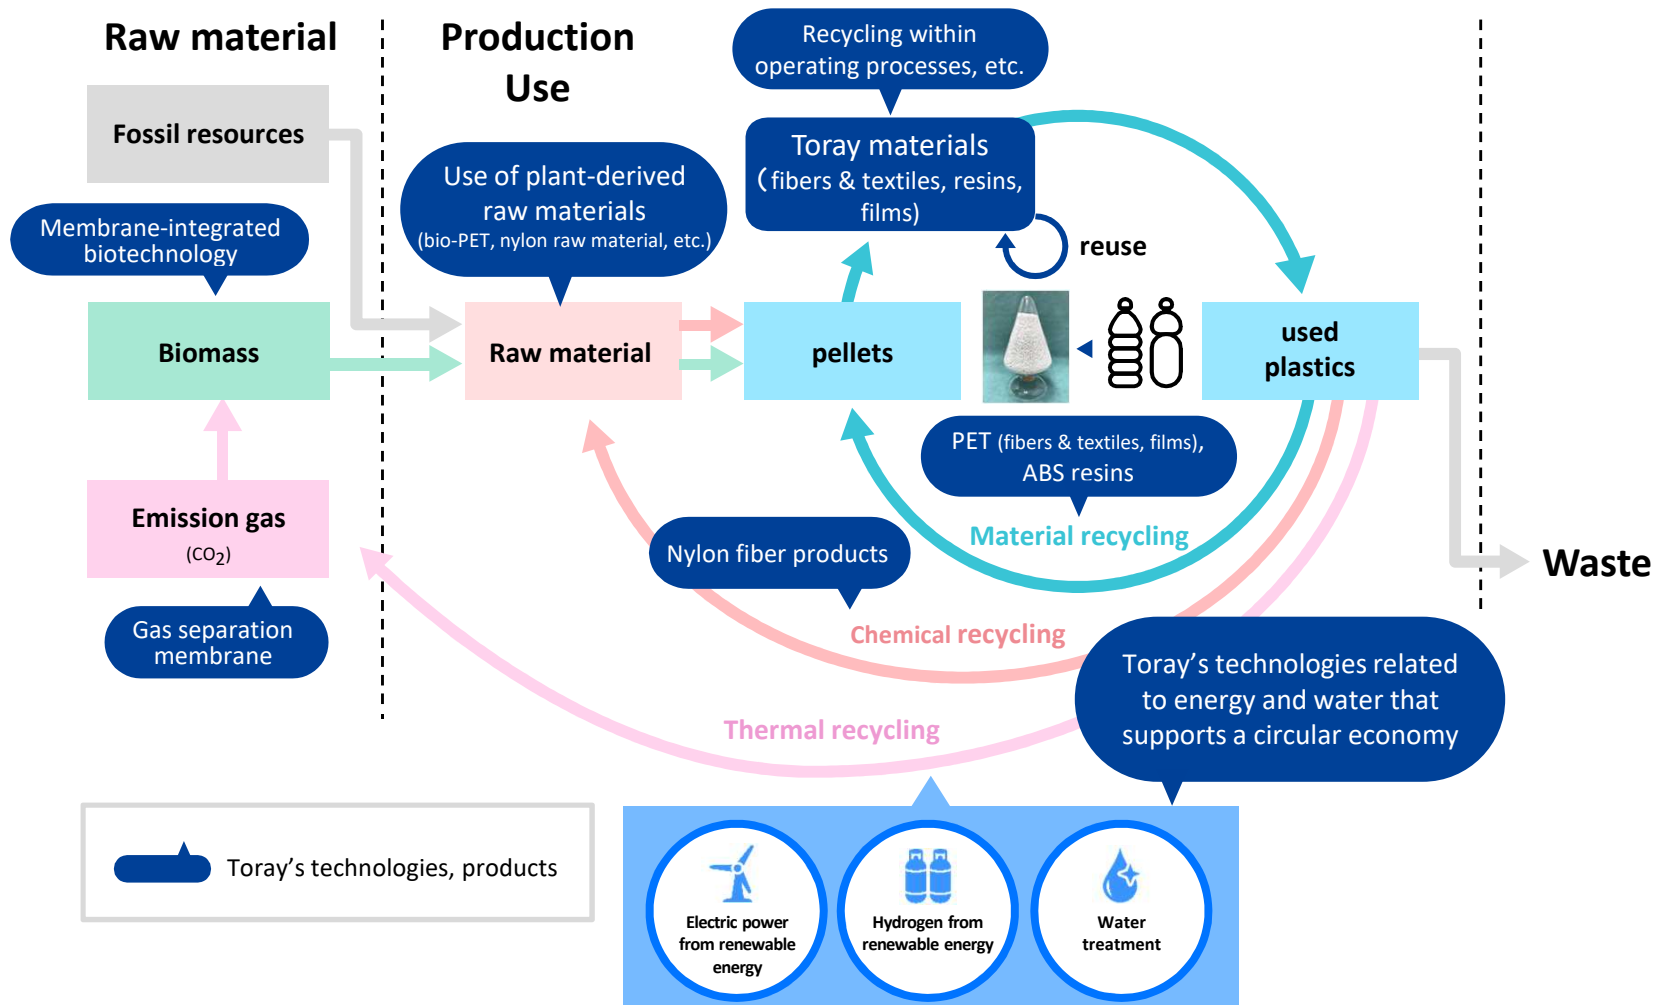 Raw material
Production
Use
Recycling within
operating processes, etc.
Fossil resources
Toray materials
(fibers & textiles, resins,
films)
Use of plant-derived
raw materials
(bio-PET, nylon raw material, etc.)
Membrane-integrated
biotechnology
reuse
Biomass
Raw material
pellets
used
plastics
PET (fibers & textiles, films),
ABS resins
Emission gas
(CO2)
Material recycling
Nylon fiber products
Waste
Gas separation
membrane
Chemical recycling
Toray’s technologies related
to energy and water that
supports a circular economy
Thermal recycling
Toray’s technologies, products
Electric power
from renewable
energy
Hydrogen from
renewable energy
Water
treatment